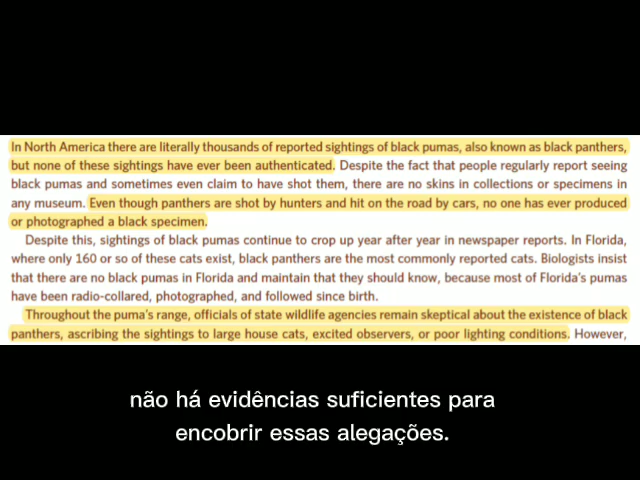 In North America there are literally thousands of reported sightings of black pumas, also known as black panthers,
but none of these sightings have ever been authenticated. Despite the fact that people regularly report seeing
black pumas and sometimes even claim to have shot them, there are no skins in collections or specimens in
any museum. Even though panthers are shot by hunters and hit on the road by cars, no one has ever produced
or photographed a black specimen.
Despite this, sightings of black pumas continue to crop up year after year in newspaper reports. In Florida,
where only 160 or so of these cats exist, black panthers are the most commonly reported cats. Biologists insist
that there are no black pumas in Florida and maintain that they should know, because most of Florida's pumas
have been radio-collared, photographed, and followed since birth.
Throughout the puma's range, officials of state wildlife agencies remain skeptical about the existence of black
panthers, ascribing the sightings to large house cats, excited observers, or poor lighting conditions. However,
não há evidências suficientes para
encobrir essas alegações.